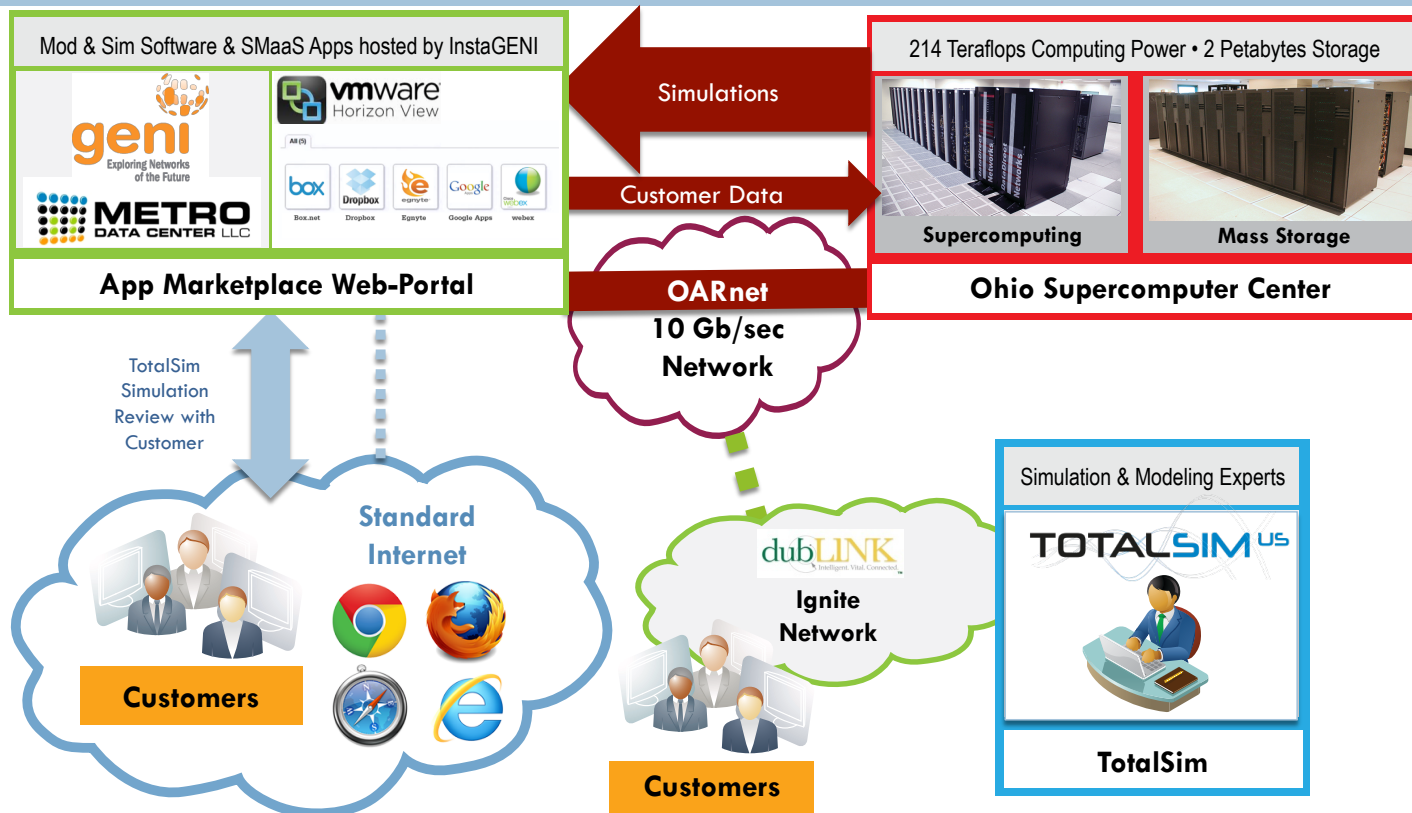 Mod & Sim Software & SMaaS Apps hosted by InstaGENI
geni
Exploring Networks
of the Future
METRO
DATA CENTER LLC
vmware
Horizon View
All (5)
box
Dropbox
egnyte
Google
webex
Box.net
Dropbox
Egnyte
Google Apps
webex
App Marketplace Web-Portal
Simulations
Customer Data
OARnet
10 Gb/sec
Network
214 Teraflops Computing Power • 2 Petabytes Storage
DataDirect
Networks
DataDirect
Networks
Supercomputing
Mass Storage
Ohio Supercomputer Center
TotalSim
Simulation
Review with
Customer
Standard
Internet
Customers
dubLINK
Intelligent. Vital. Connected.
Ignite
Network
Customers
Simulation & Modeling Experts
TOTALSIM US
TotalSim